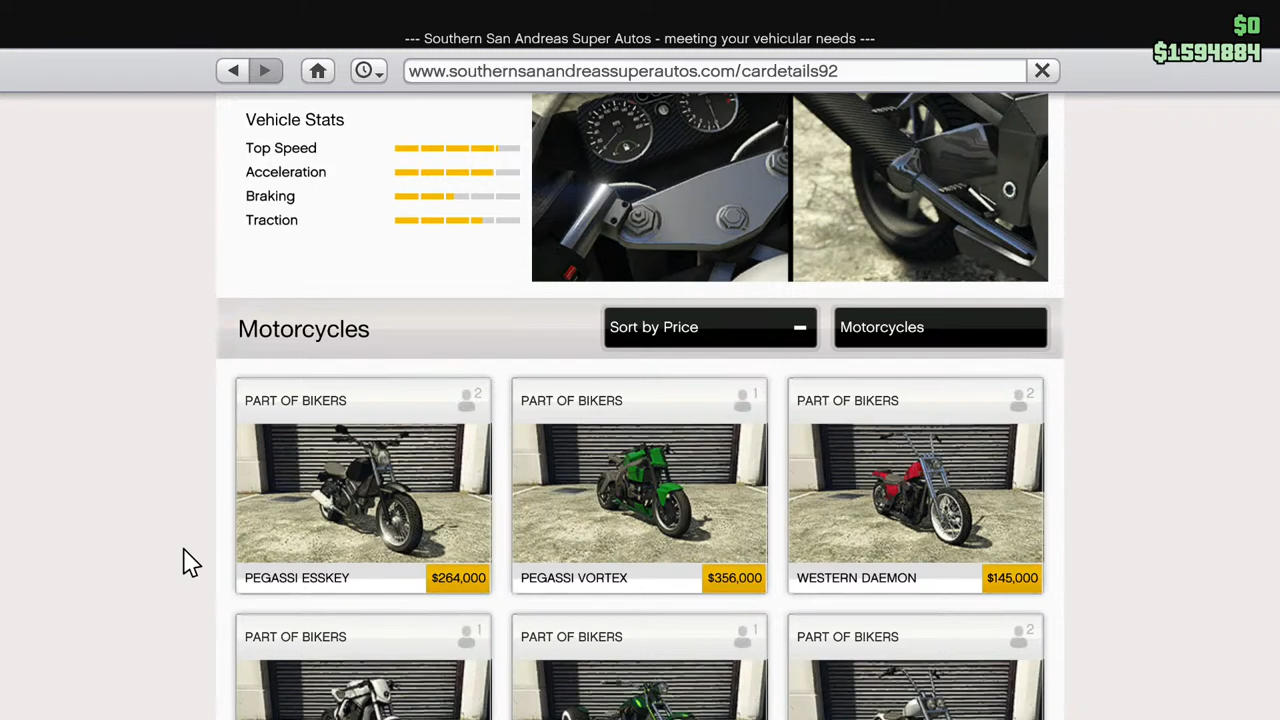 $0
--- Southern San Andreas Super Autos - meeting your vehicular needs ---
$1594884
www.southernsanandreassuperautos.com/cardetails92
Vehicle Stats
Top Speed
Acceleration
Braking
Traction
Motorcycles
Sort by Price
Motorcycles
PART OF BIKERS 2
PART OF BIKERS 1
PART OF BIKERS 2
PEGASSI ESSKEY $264,000
PEGASSI VORTEX $356,000
WESTERN DAEMON $145,000
PART OF BIKERS 1
PART OF BIKERS 1
PART OF BIKERS 2